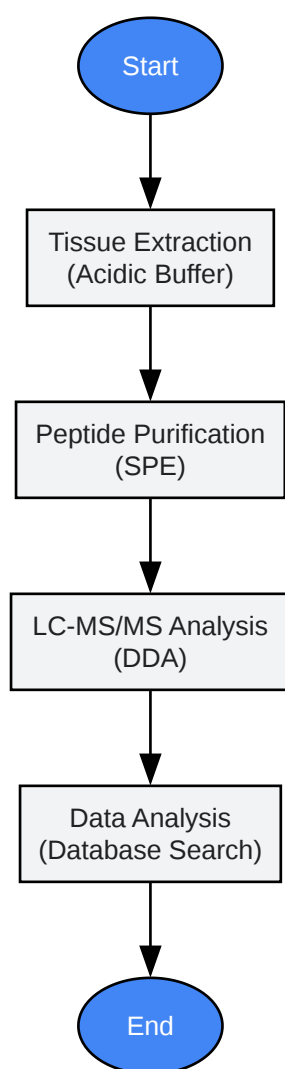 Start
Tissue Extraction
(Acidic Buffer)
Peptide Purification
(SPE)
LC-MS/MS Analysis
(DDA)
Data Analysis
(Database Search)
End